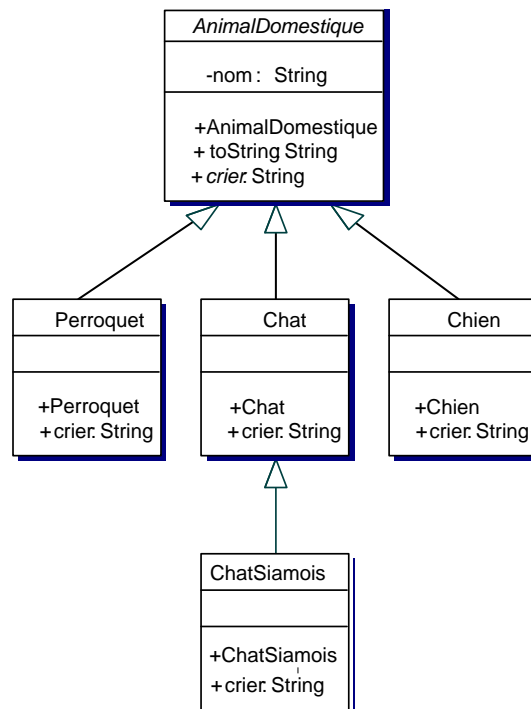 AnimalDomestique
-nom : String
+AnimalDomestique
+ toString: String
+ crier: String
Perroquet
+Perroquet
+crier: String
Chat
+Chat
+crier: String
Chien
+Chien
+crier: String
ChatSiamois
+ChatSiamois
+crier: String